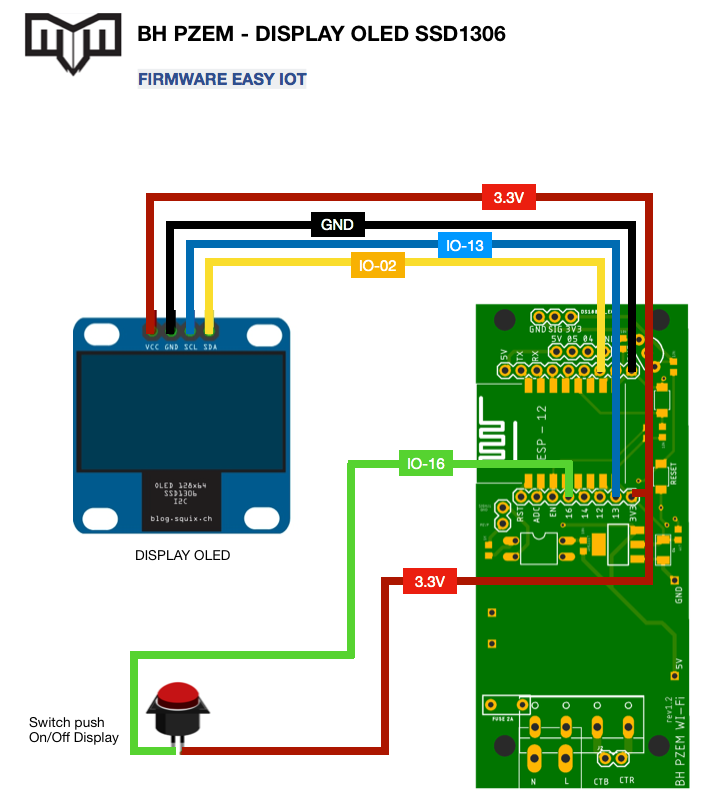 BH PZEM - DISPLAY OLED SSD1306
FIRMWARE EASY IOT
3.3V
GND
IO-13
IO-02
VCC GND SCL SDA
OLED 128x64
SSD1306
I2C
blog-squix.ch
DISPLAY OLED
GND SIG 3V3
5V 05 04
5V TX RX
ESP - 12
IO-16
RESET
RST ADC EN 16 14 12 13 3V3
3.3V
GND
5V
Switch push
On/Off Display
FUSE 2A
rev1.2
BH PZEM WI-Fi
N L CTB CTR